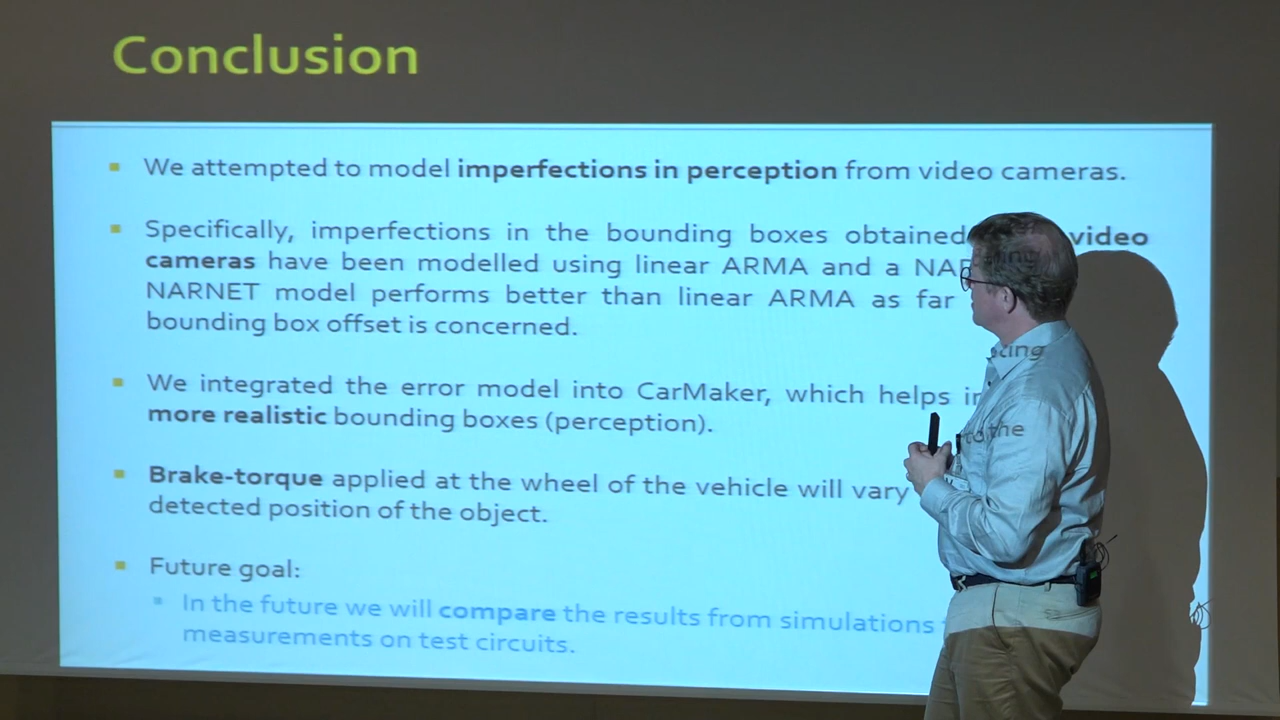 Conclusion
We attempted to model imperfections in perception from video cameras.
Specifically, imperfections in the bounding boxes obtained video
cameras have been modelled using linear ARMA and a
NARNET model performs better than linear ARMA as far
bounding box offset is concerned.
We integrated the error model into CarMaker, which helps
more realistic bounding boxes (perception).
Brake-torque applied at the wheel of the vehicle will vary to the
detected position of the object.
Future goal:
In the future we will compare the results from simulations
measurements on test circuits.